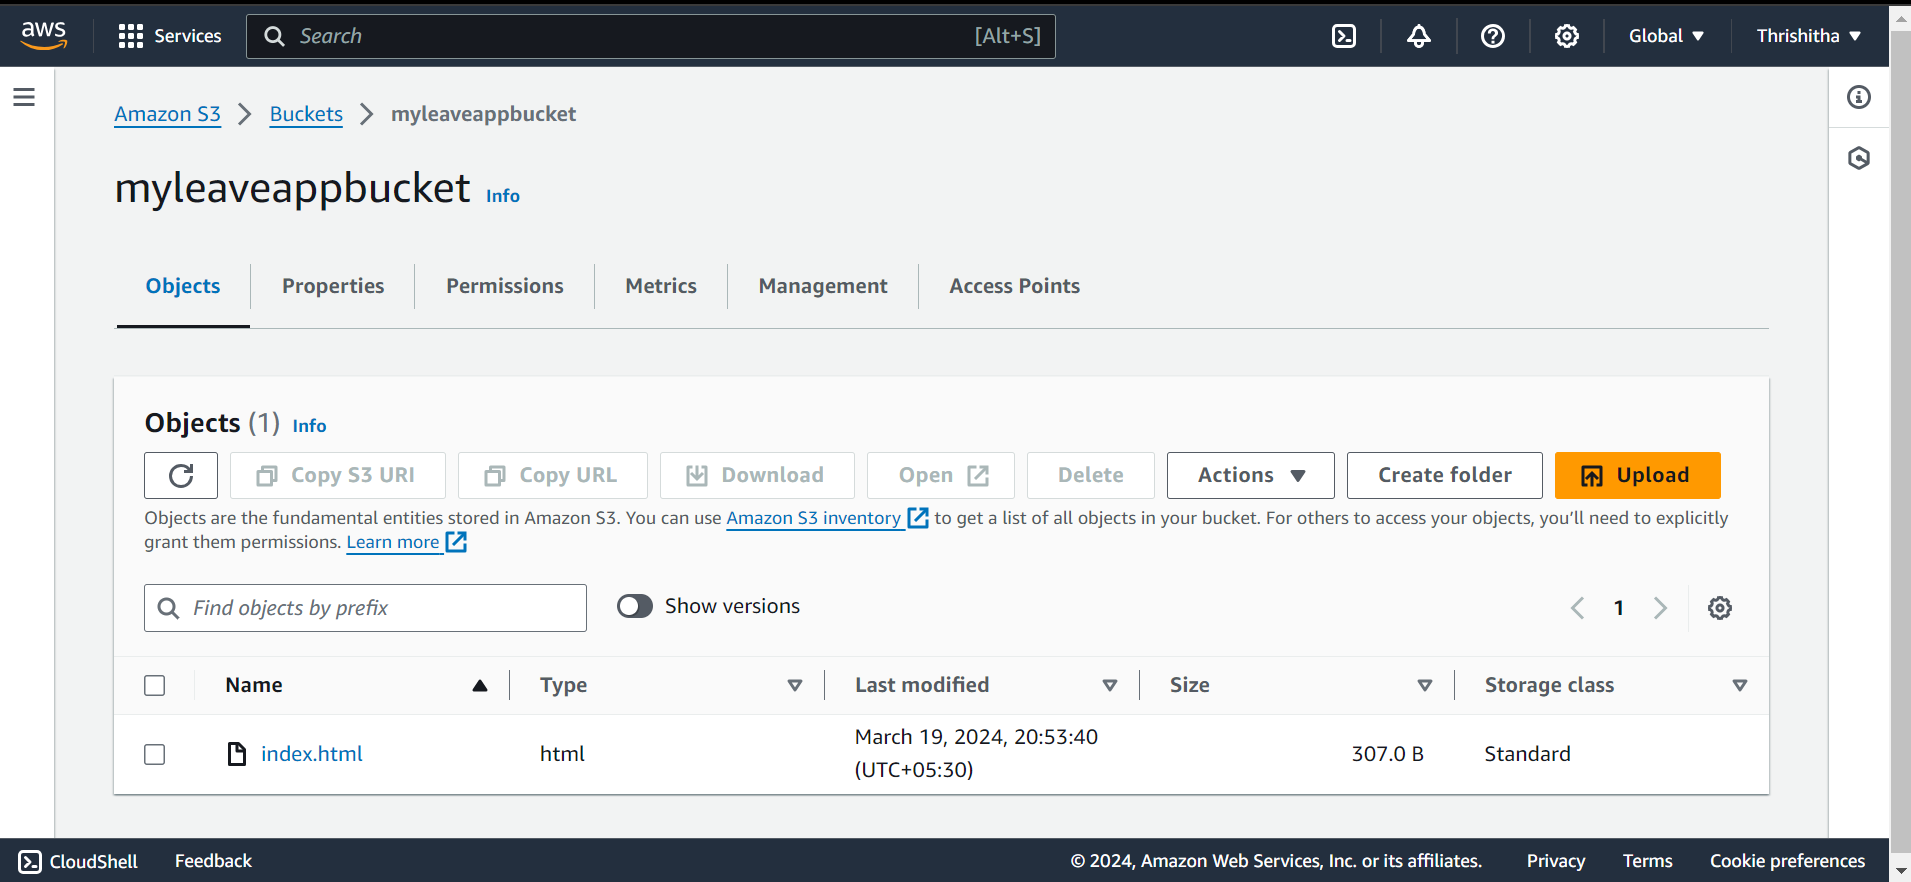 aws Services Search [Alt+S] Global Thrishitha
Amazon S3 Buckets myleaveappbucket
myleaveappbucket Info
Objects Properties Permissions Metrics Management Access Points
Objects (1) Info
Copy S3 URI Copy URL Download Open Delete Actions Create folder Upload
Objects are the fundamental entities stored in Amazon S3. You can use Amazon S3 inventory to get a list of all objects in your bucket. For others to access your objects, you’ll need to explicitly
grant them permissions. Learn more
Find objects by prefix Show versions 1
Name Type Last modified Size Storage class
index.html html March 19, 2024, 20:53:40 307.0 B Standard
(UTC+05:30)
CloudShell Feedback © 2024, Amazon Web Services, Inc. or its affiliates. Privacy Terms Cookie preferences